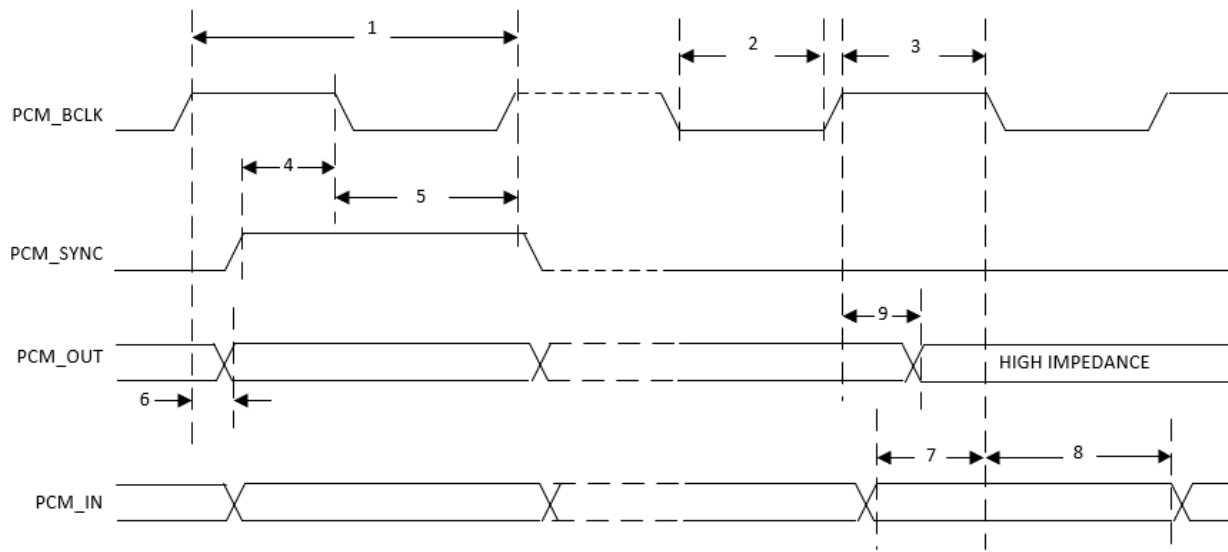 1
2
3
PCM_BCLK
4
5
PCM_SYNC
9
PCM_OUT
HIGH IMPEDANCE
6
7
8
PCM_IN